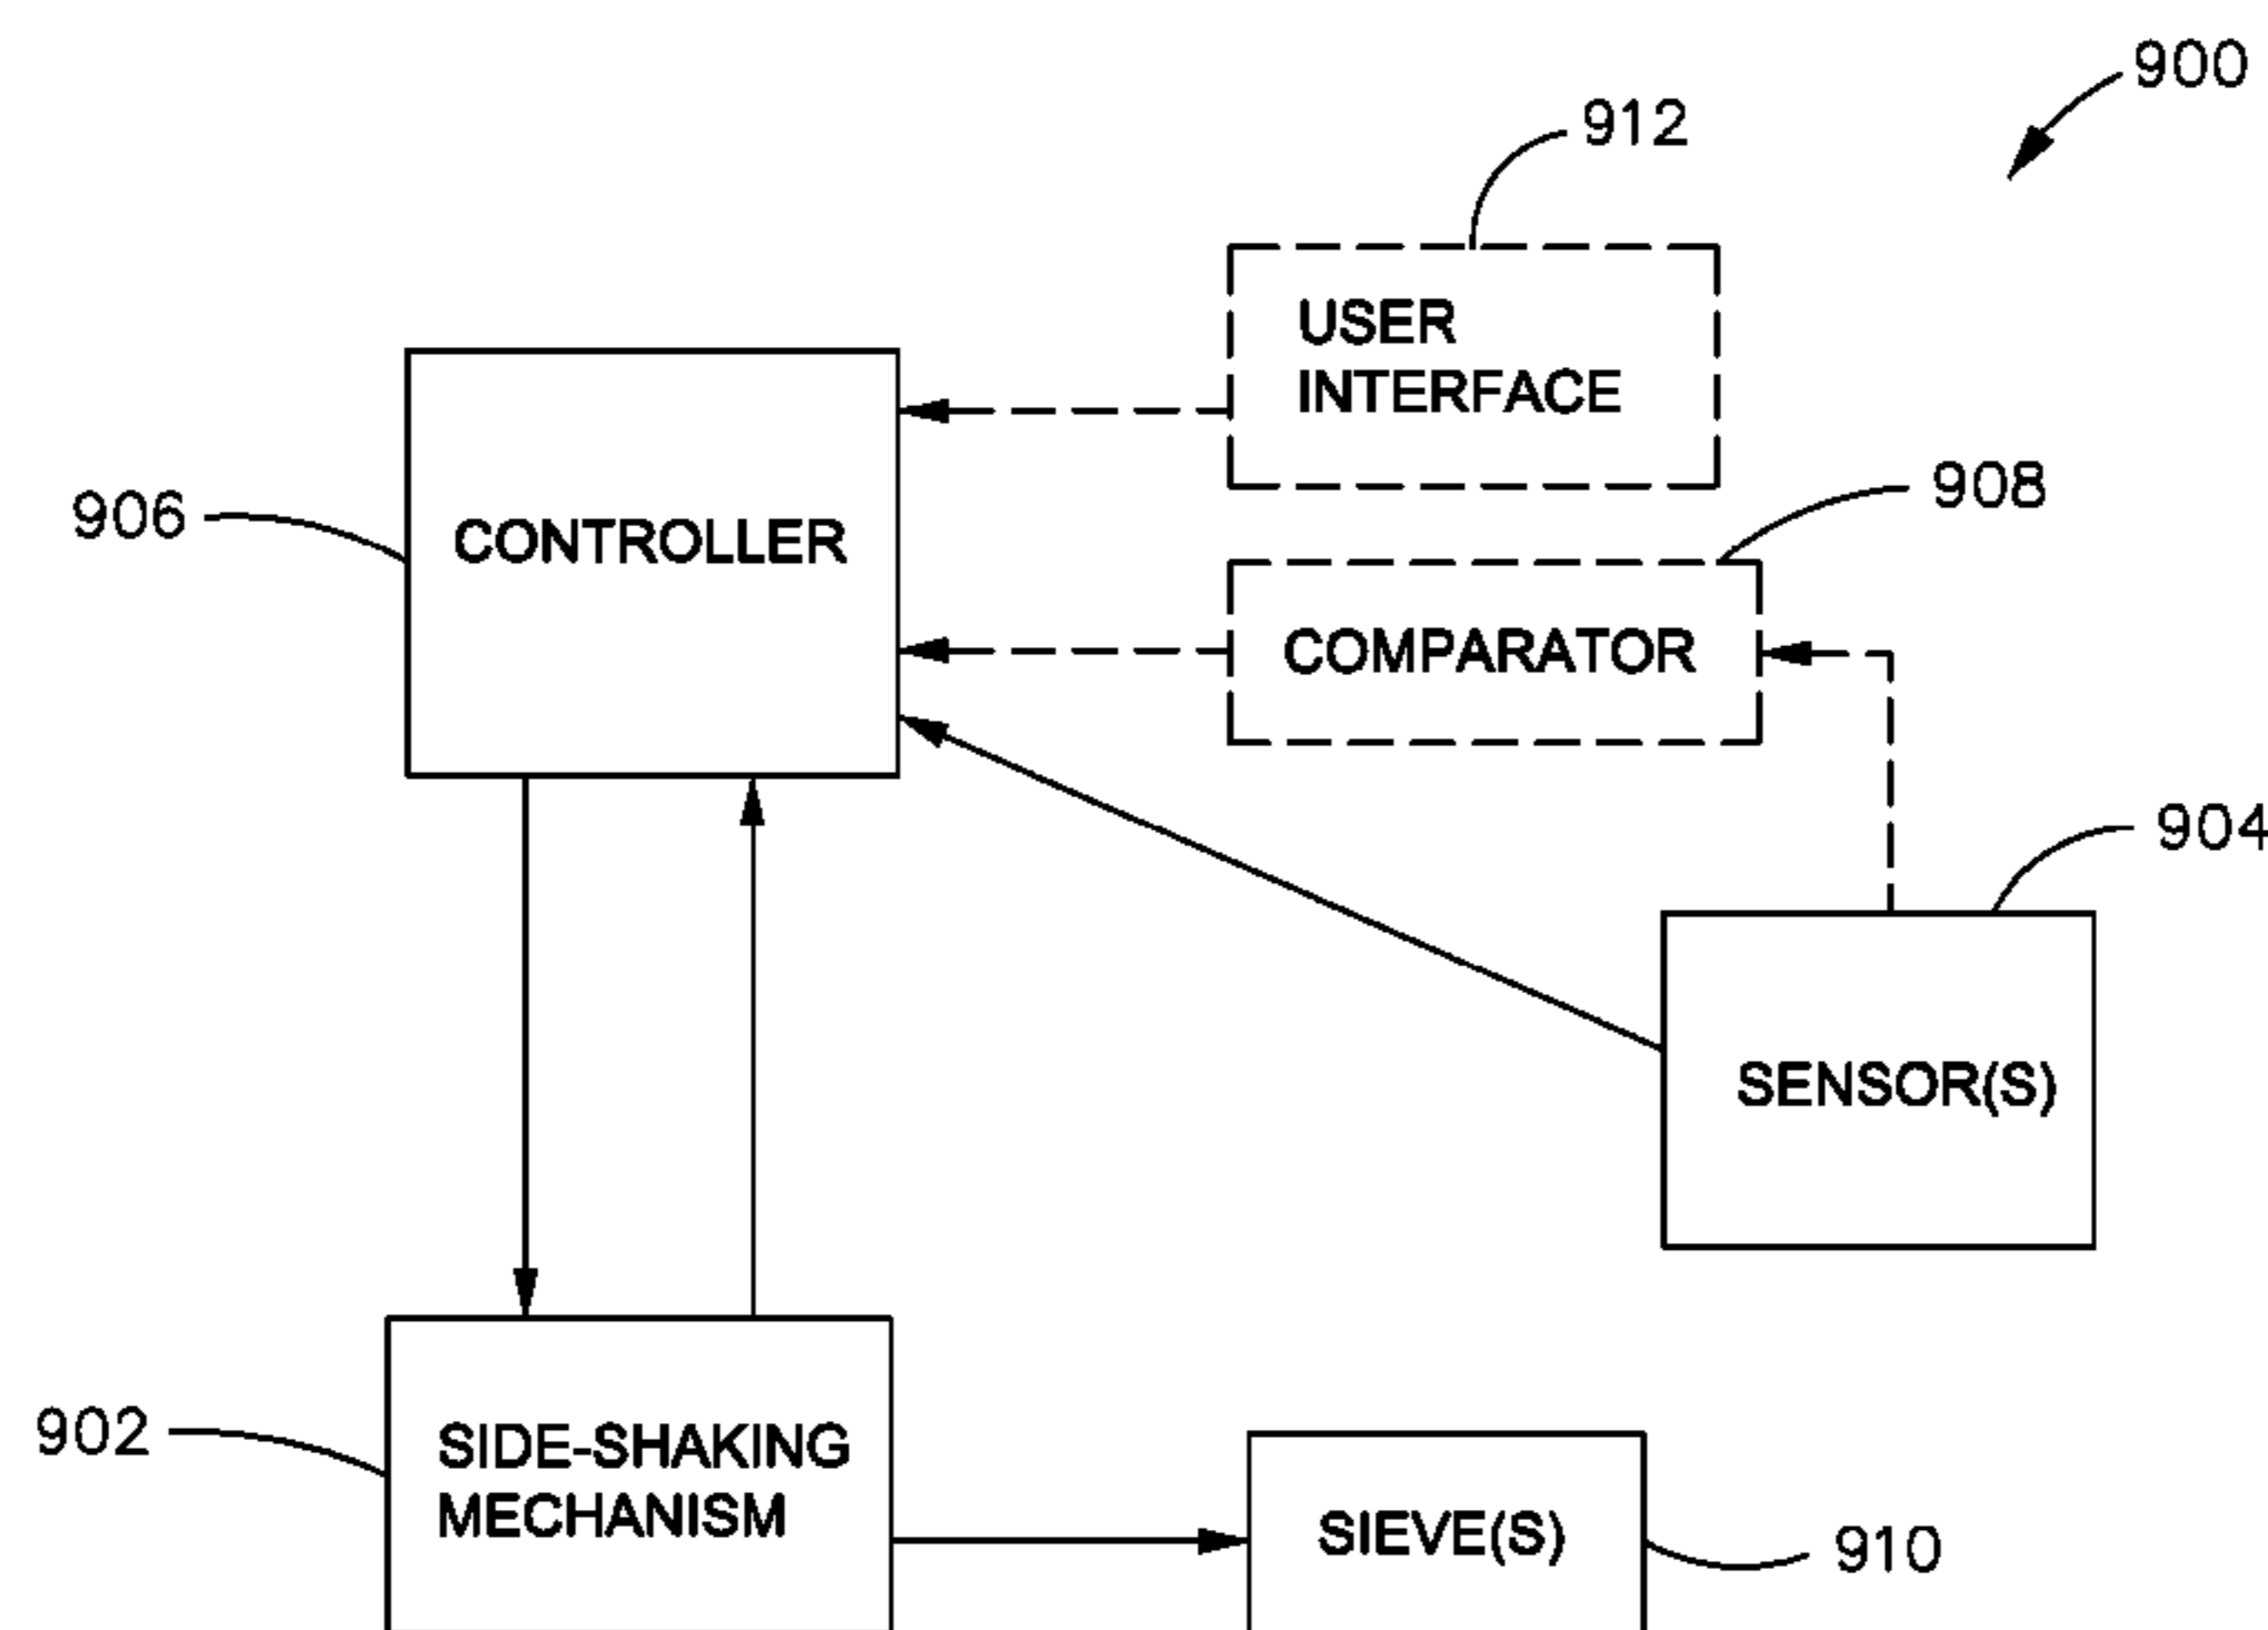 900
912
USER
INTERFACE
908
906
CONTROLLER
COMPARATOR
904
SENSOR(S)
902
SIDE-SHAKING
MECHANISM
SIEVE(S)
910